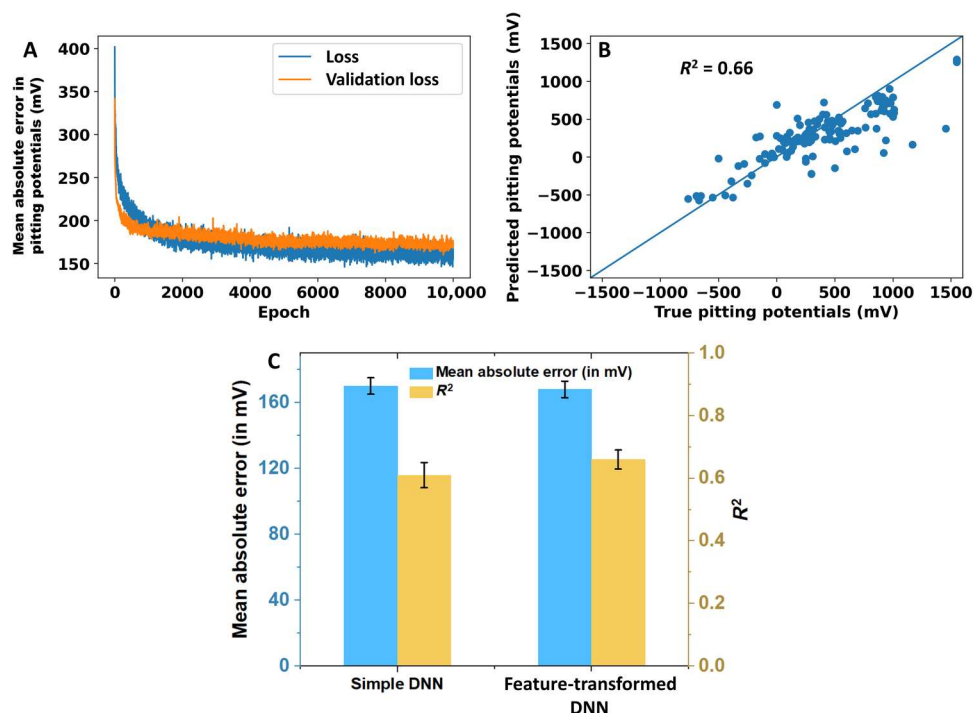 A
Loss
Validation loss
400
350
300
250
200
150
Mean absolute error in
pitting potentials (mV)
0
2000
4000
6000
8000
10,000
Epoch
B
R² = 0.66
1500
1000
500
0
−500
−1000
−1500
Predicted pitting potentials (mV)
−1500
−1000
−500
0
500
1000
1500
True pitting potentials (mV)
C
Mean absolute error (in mV)
R²
160
120
80
40
0
Mean absolute error (in mV)
1.0
0.8
0.6
0.4
0.2
0.0
R²
Simple DNN
Feature-transformed
DNN